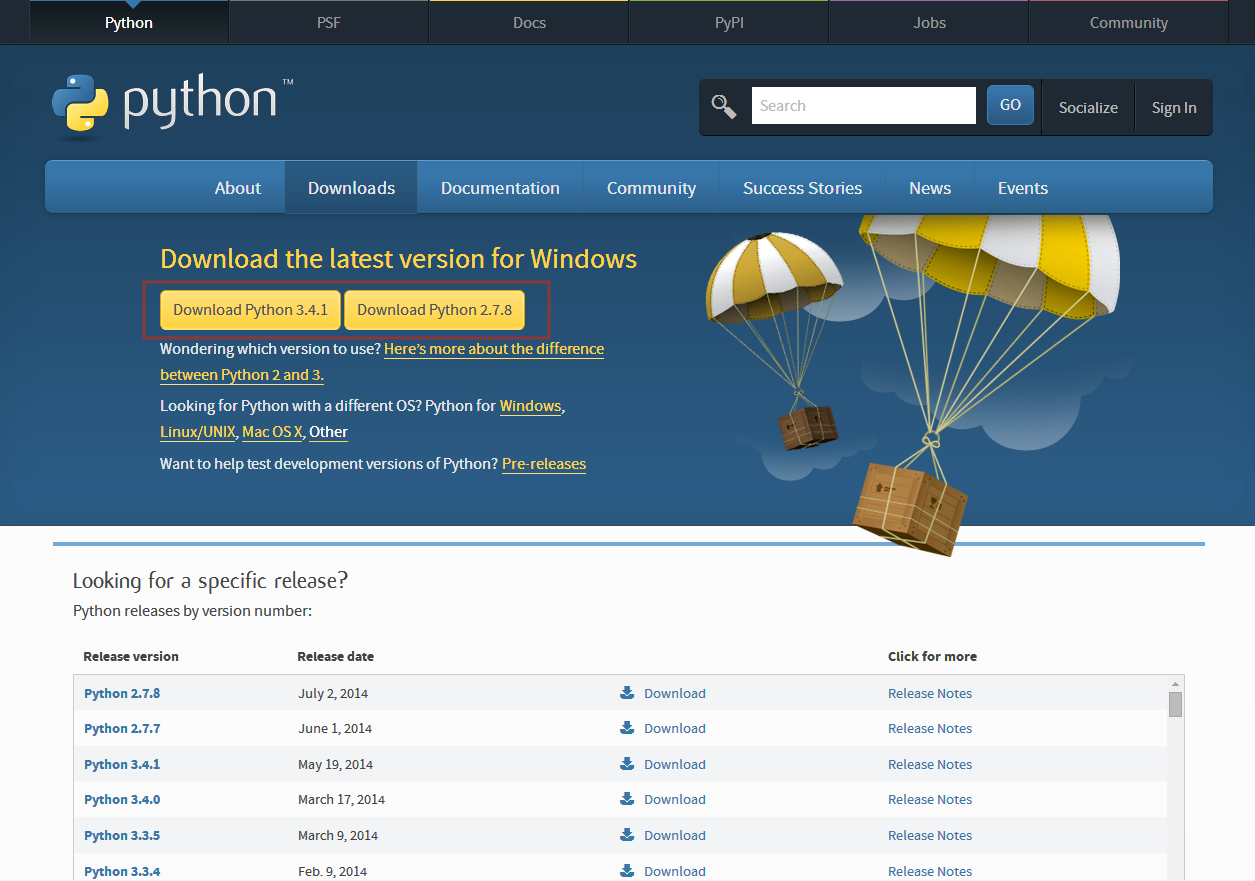 Python PSF Docs PyPI Jobs Community
python™
Search GO Socialize Sign In
About Downloads Documentation Community Success Stories News Events
Download the latest version for Windows
Download Python 3.4.1 Download Python 2.7.8
Wondering which version to use? Here's more about the difference
between Python 2 and 3.
Looking for Python with a different OS? Python for Windows,
Linux/UNIX, Mac OS X, Other
Want to help test development versions of Python? Pre-releases
Looking for a specific release?
Python releases by version number:
Release version Release date Click for more
Python 2.7.8 July 2, 2014 Download Release Notes
Python 2.7.7 June 1, 2014 Download Release Notes
Python 3.4.1 May 19, 2014 Download Release Notes
Python 3.4.0 March 17, 2014 Download Release Notes
Python 3.3.5 March 9, 2014 Download Release Notes
Python 3.3.4 Feb. 9, 2014 Download Release Notes